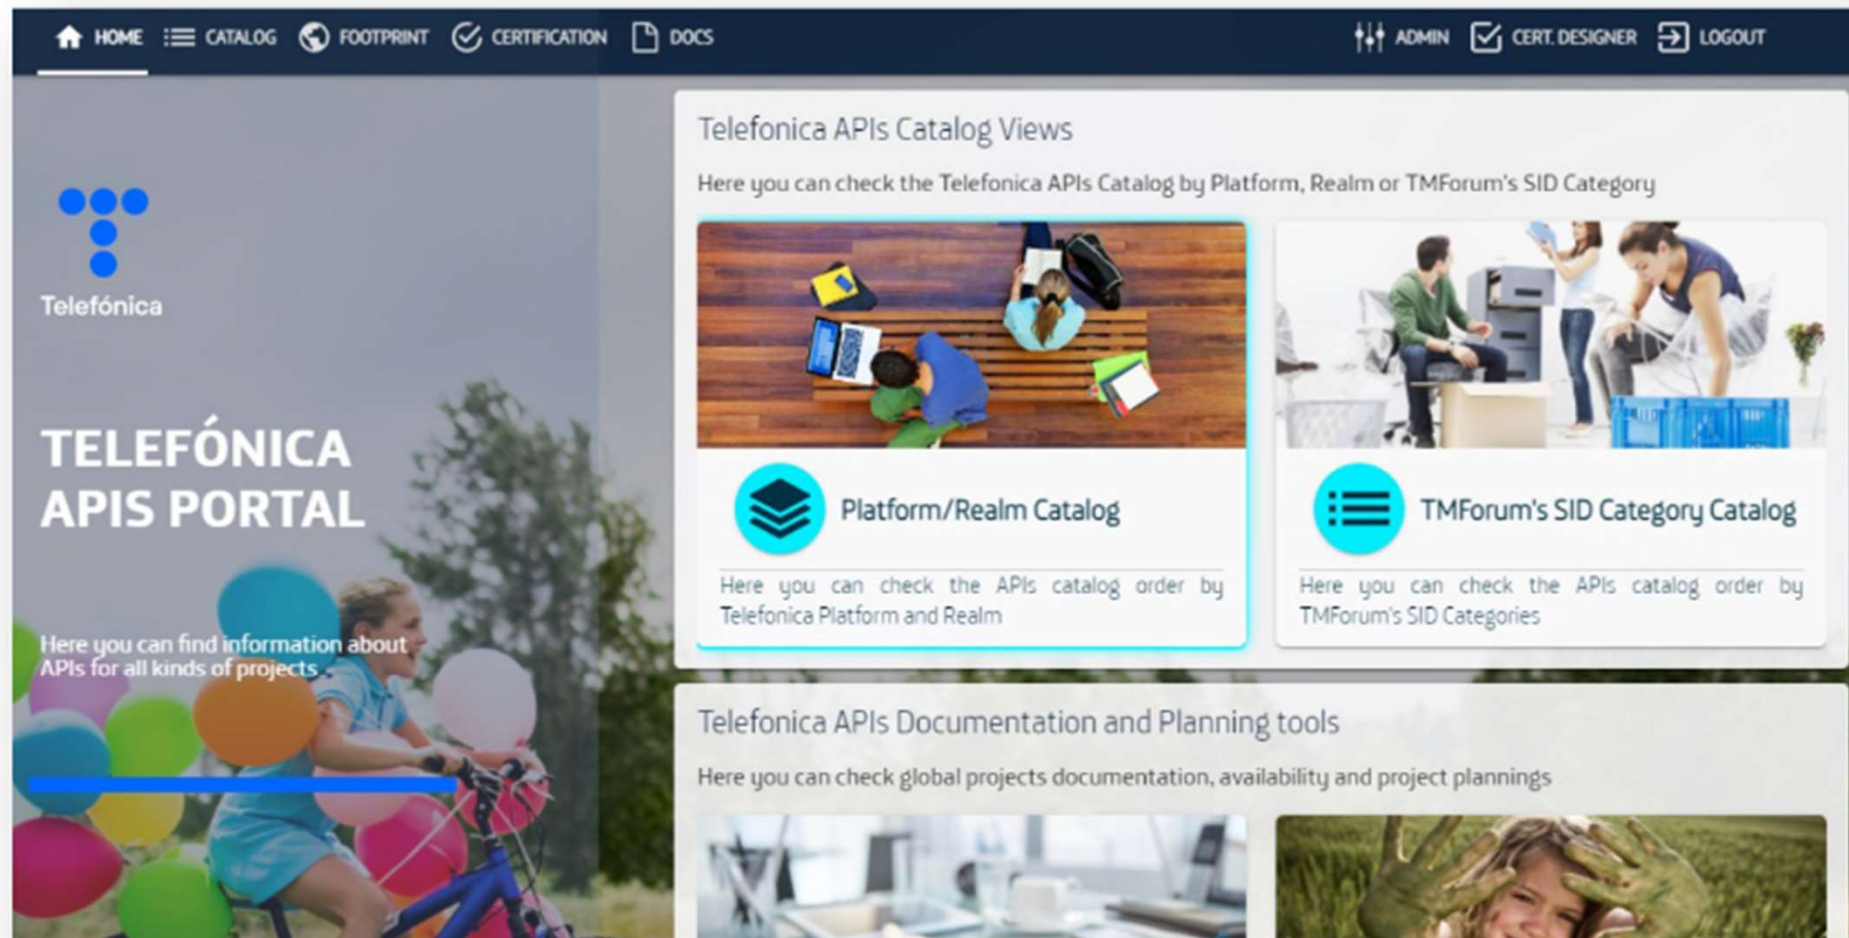 HOME CATALOG FOOTPRINT CERTIFICATION DOCS ADMIN CERT. DESIGNER LOGOUT
Telefónica
TELEFÓNICA
APIS PORTAL
Here you can find information about
APIs for all kinds of projects
Telefonica APIs Catalog Views
Here you can check the Telefonica APIs Catalog by Platform, Realm or TMForum's SID Category
Platform/Realm Catalog
Here you can check the APIs catalog order by
Telefonica Platform and Realm
TMForum's SID Category Catalog
Here you can check the APIs catalog order by
TMForum's SID Categories
Telefonica APIs Documentation and Planning tools
Here you can check global projects documentation, availability and project plannings